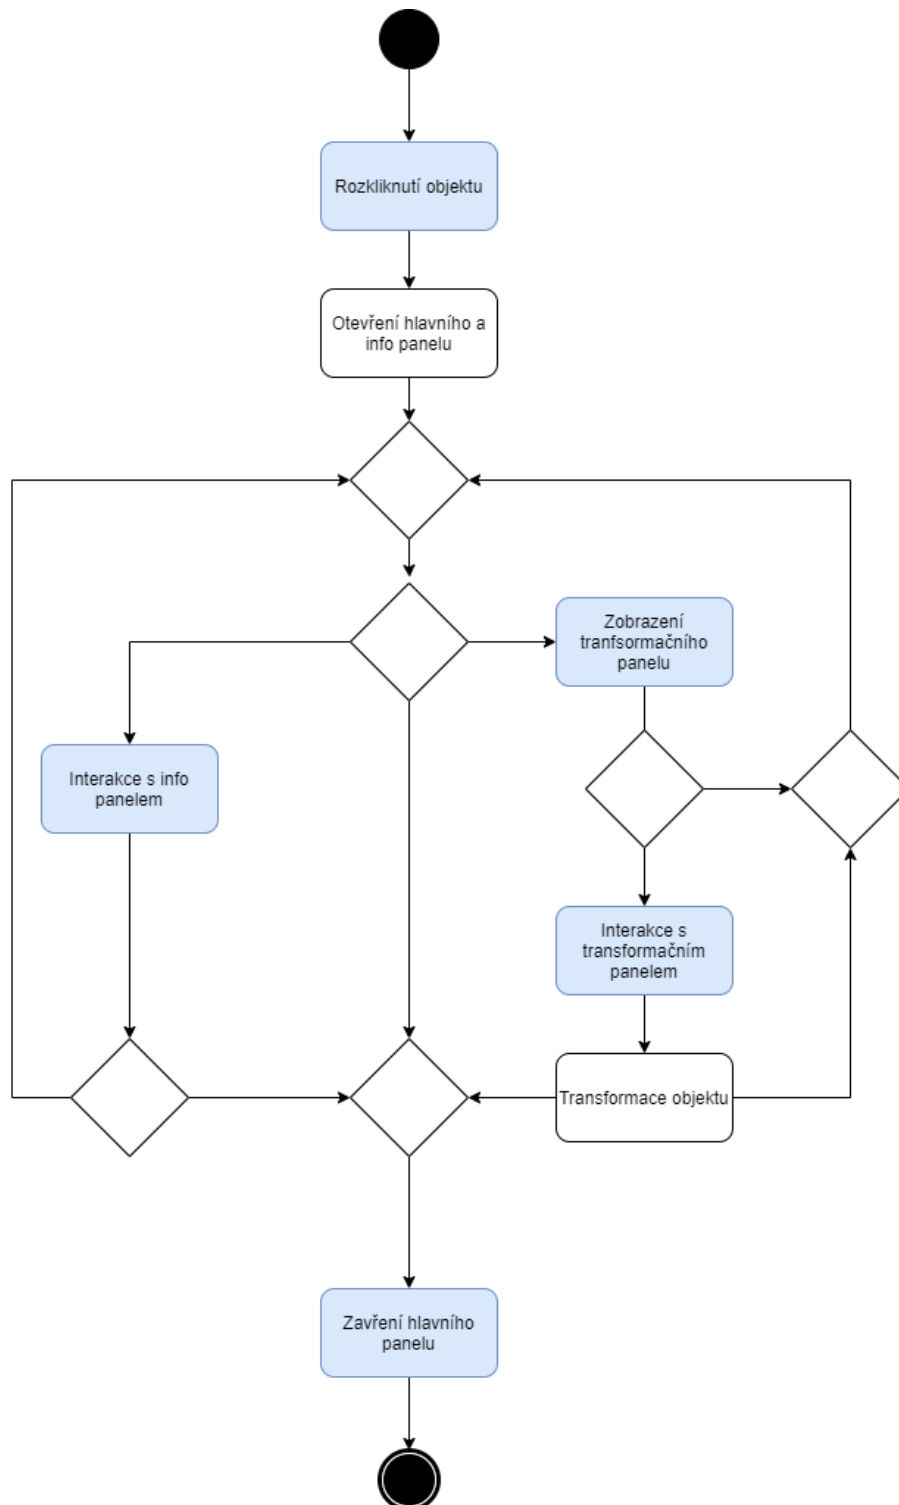 Rozkliknutí objektu
Otevření hlavního a
info panelu
Zobrazení
tranfsormačního
panelu
Interakce s info
panelem
Interakce s
transformačním
panelem
Transformace objektu
Zavření hlavního
panelu